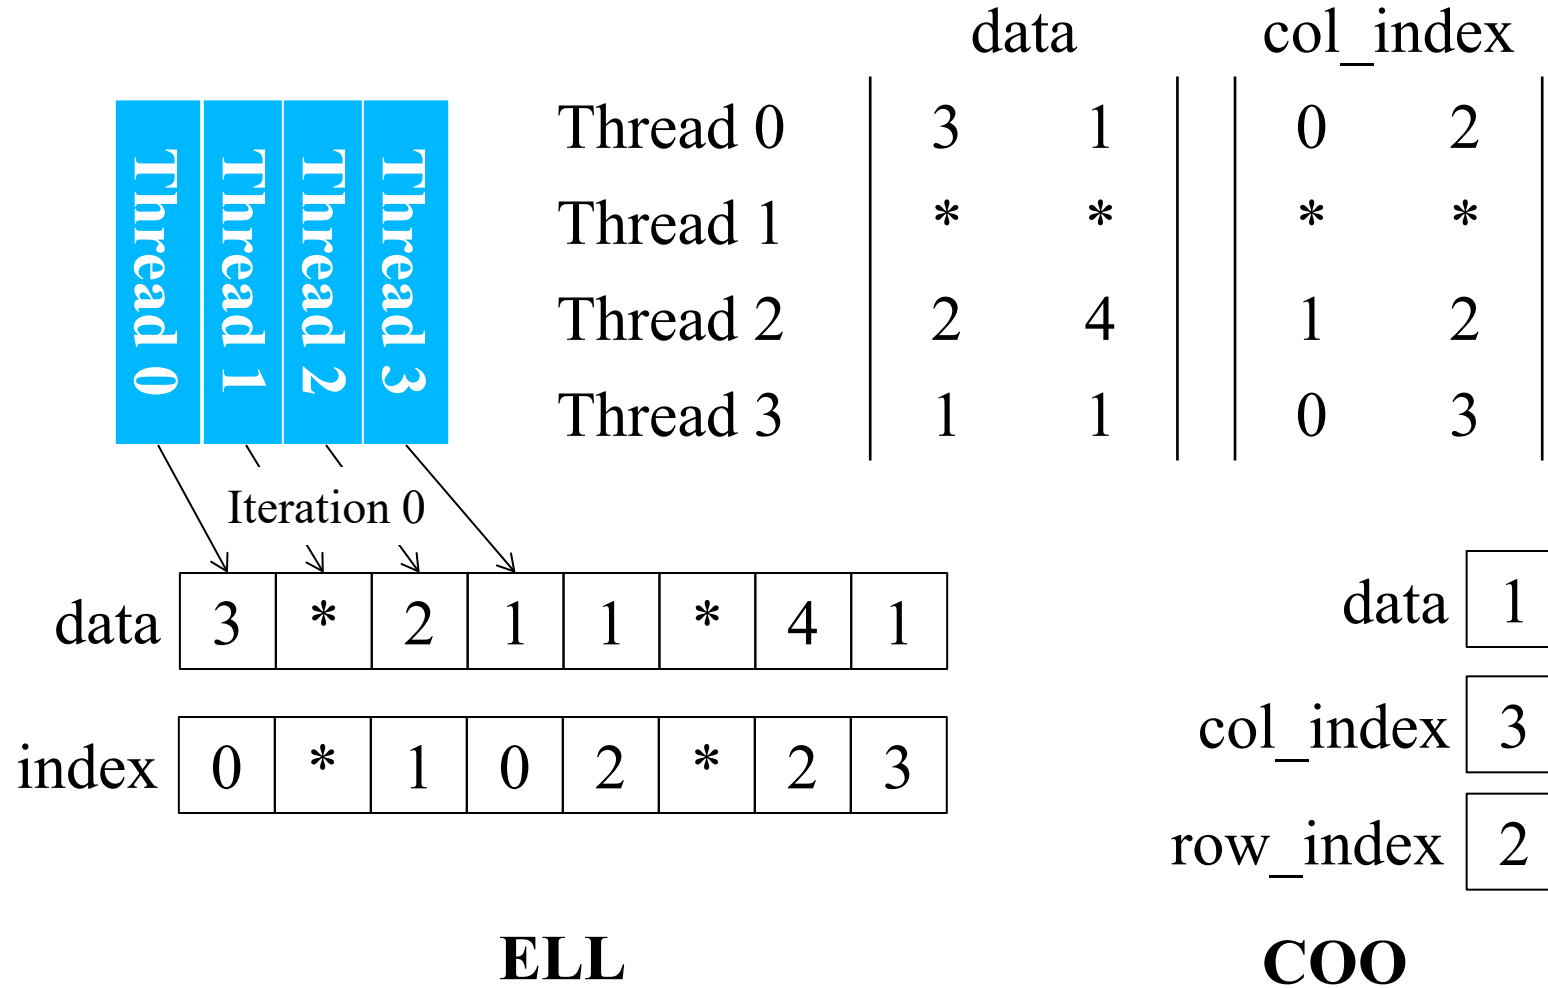 data col_index
Thread 0 3 1 0 2
Thread 1 * * * *
Thread 2 2 4 1 2
Thread 3 1 1 0 3
Thread 0
Thread 1
Thread 2
Thread 3
Iteration 0
data 3 * 2 1 1 * 4 1
index 0 * 1 0 2 * 2 3
ELL
data 1
col_index 3
row_index 2
COO